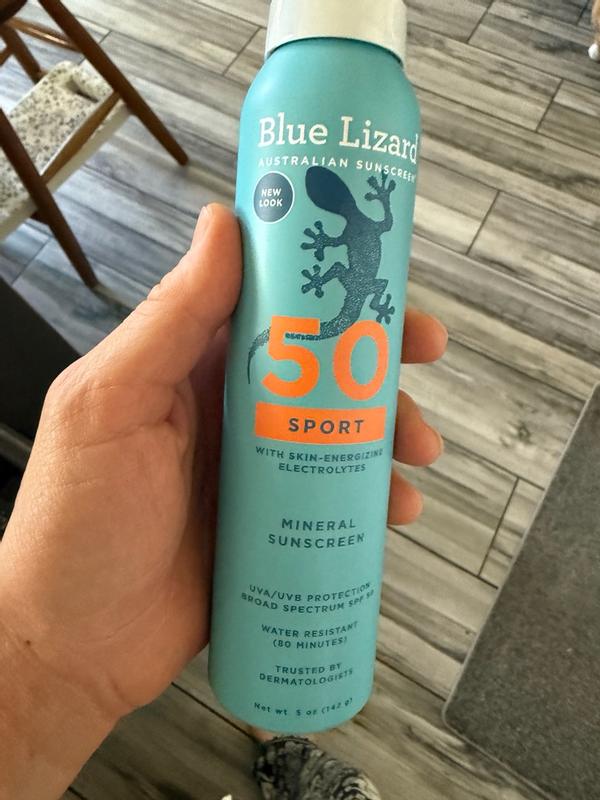 Blue Lizard
AUSTRALIAN SUNSCREEN
NEW
LOOK
50
SPORT
WITH SKIN-ENERGIZING
ELECTROLYTES
MINERAL
SUNSCREEN
UVA/UVB PROTECTION
BROAD SPECTRUM SPF 50
WATER RESISTANT
(80 MINUTES)
TRUSTED BY
DERMATOLOGISTS
Net wt. 5 oz (142 g)